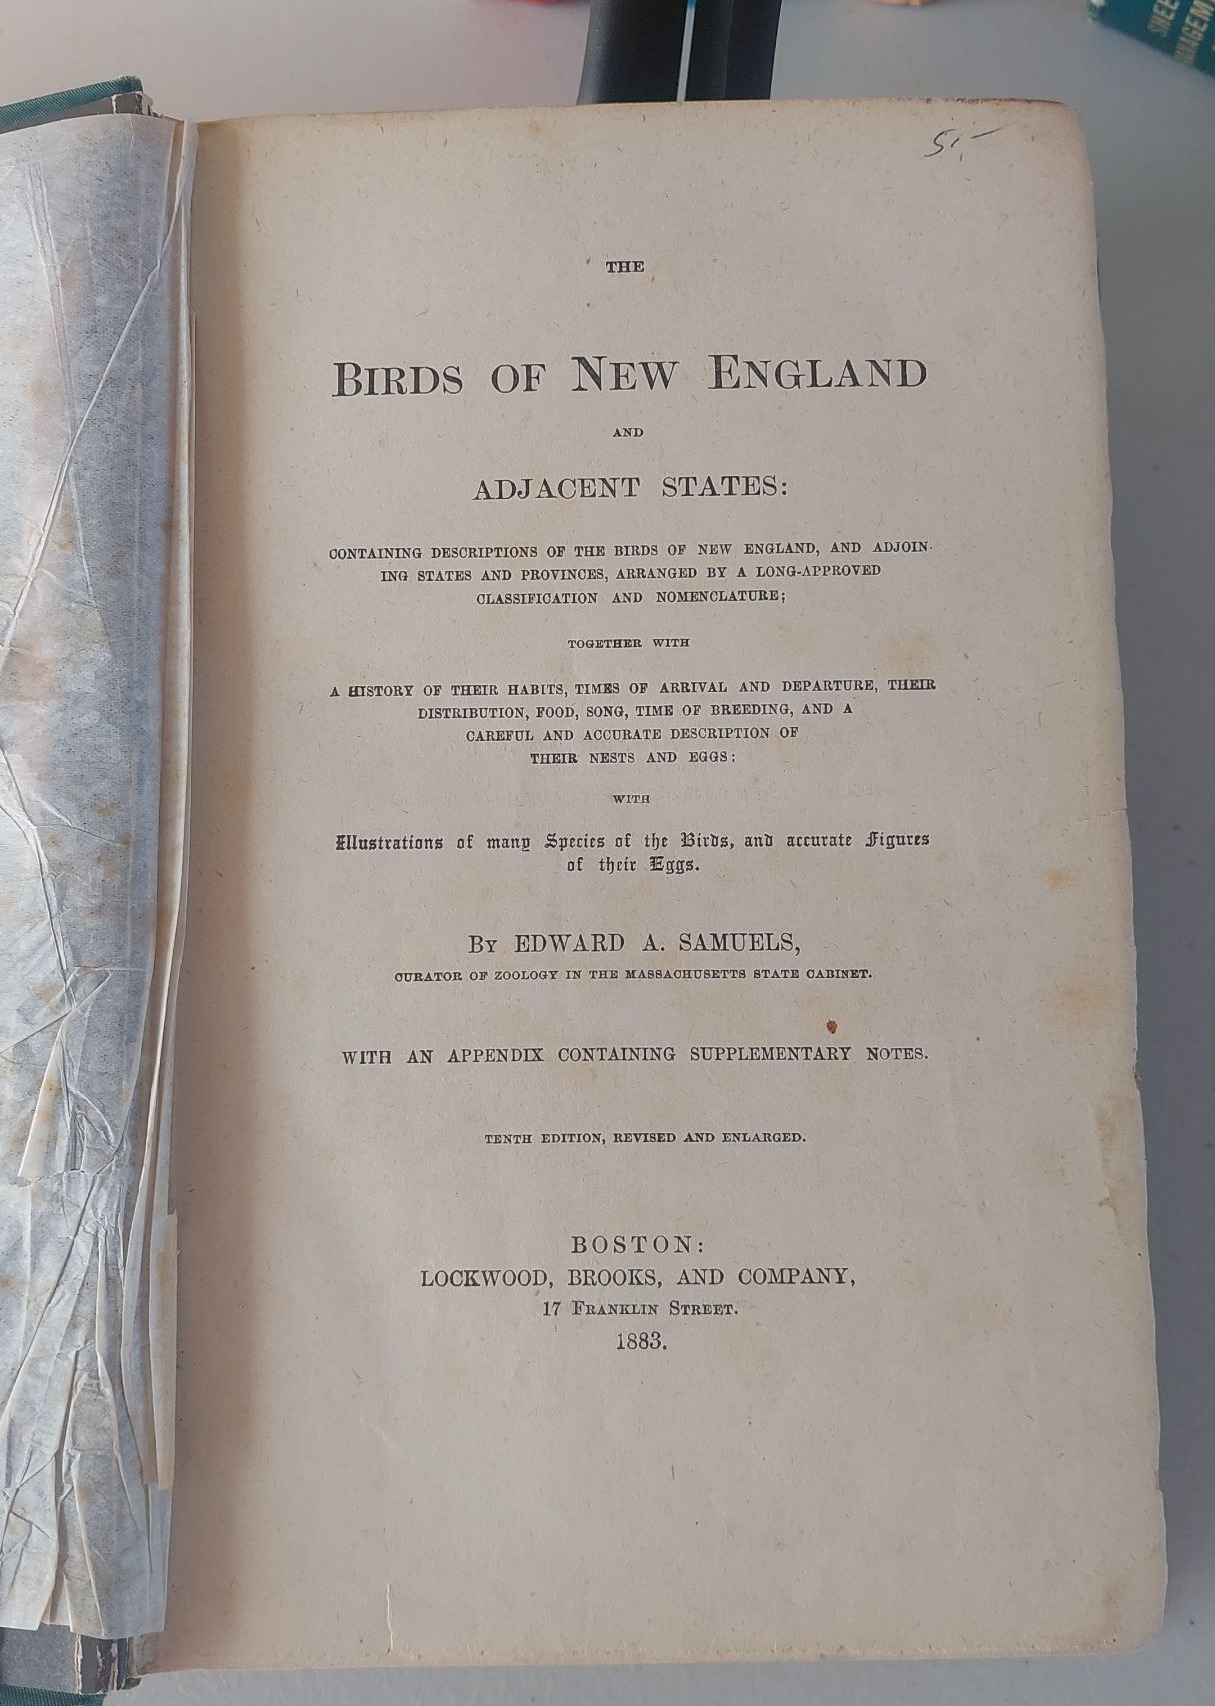 5.-
THE
BIRDS OF NEW ENGLAND
AND
ADJACENT STATES:
CONTAINING DESCRIPTIONS OF THE BIRDS OF NEW ENGLAND, AND ADJOIN-
ING STATES AND PROVINCES, ARRANGED BY A LONG-APPROVED
CLASSIFICATION AND NOMENCLATURE;
TOGETHER WITH
A HISTORY OF THEIR HABITS, TIMES OF ARRIVAL AND DEPARTURE, THEIR
DISTRIBUTION, FOOD, SONG, TIME OF BREEDING, AND A
CAREFUL AND ACCURATE DESCRIPTION OF
THEIR NESTS AND EGGS:
WITH
Illustrations of many Species of the Birds, and accurate Figures
of their Eggs.
BY EDWARD A. SAMUELS,
CURATOR OF ZOOLOGY IN THE MASSACHUSETTS STATE CABINET.
WITH AN APPENDIX CONTAINING SUPPLEMENTARY NOTES.
TENTH EDITION, REVISED AND ENLARGED.
BOSTON:
LOCKWOOD, BROOKS, AND COMPANY,
17 FRANKLIN STREET.
1883.